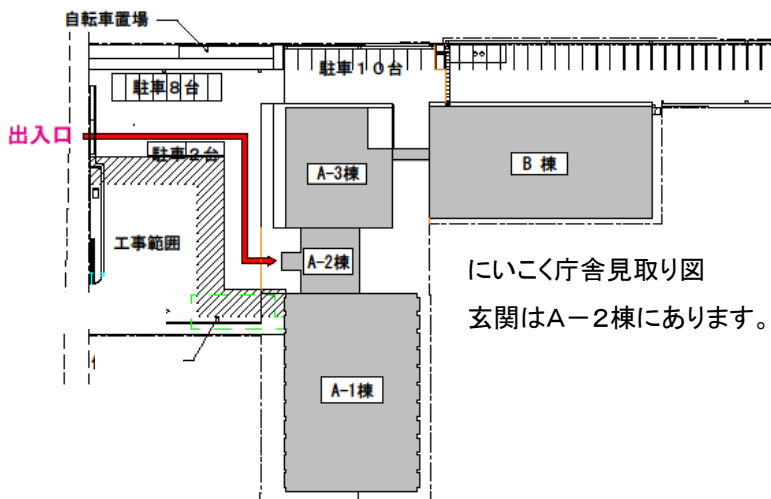 自転車置場
駐車10台
駐車8台
出入口
駐車2台
A-3棟
B 棟
工事範囲
A-2棟
にいこく庁舎見取り図
玄関はA-2棟にあります。
A-1棟